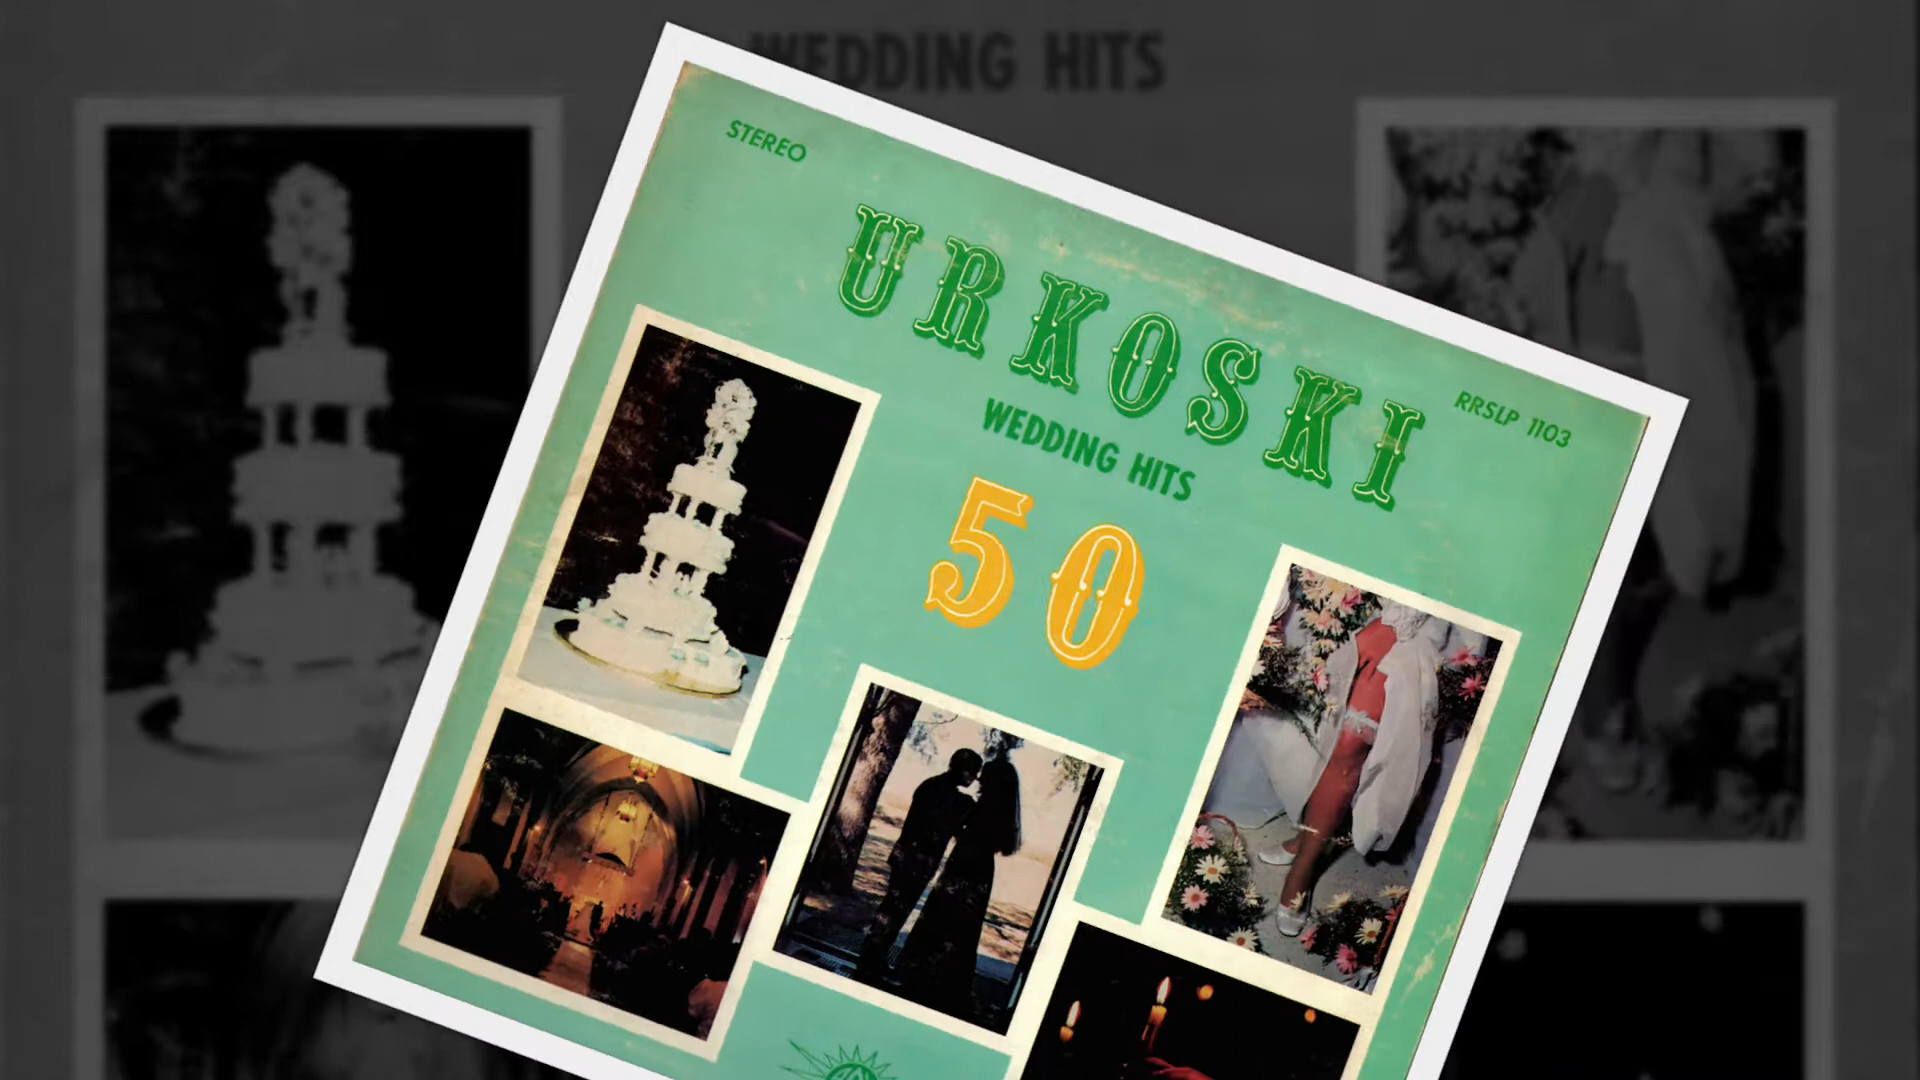 WEDDING HITS
STEREO
URKOSKI
RRSLP 1103
WEDDING HITS
50